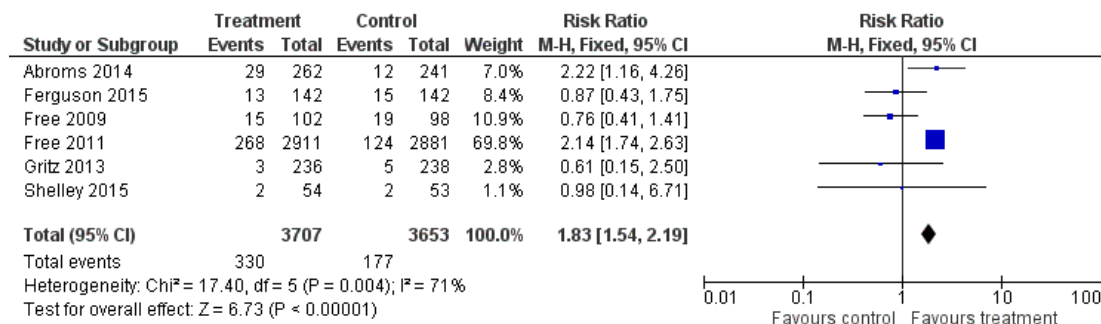 Treatment Control Risk Ratio Risk Ratio
Study or Subgroup Events Total Events Total Weight M-H, Fixed, 95% CI M-H, Fixed, 95% CI
Abroms 2014 29 262 12 241 7.0% 2.22 [1.16, 4.26]
Ferguson 2015 13 142 15 142 8.4% 0.87 [0.43, 1.75]
Free 2009 15 102 19 98 10.9% 0.76 [0.41, 1.41]
Free 2011 268 2911 124 2881 69.8% 2.14 [1.74, 2.63]
Gritz 2013 3 236 5 238 2.8% 0.61 [0.15, 2.50]
Shelley 2015 2 54 2 53 1.1% 0.98 [0.14, 6.71]
Total (95% CI) 3707 3653 100.0% 1.83 [1.54, 2.19]
Total events 330 177
Heterogeneity: Chi² = 17.40, df = 5 (P = 0.004); I² = 71%
Test for overall effect: Z = 6.73 (P < 0.00001)
0.01 0.1 1 10 100
Favours control Favours treatment